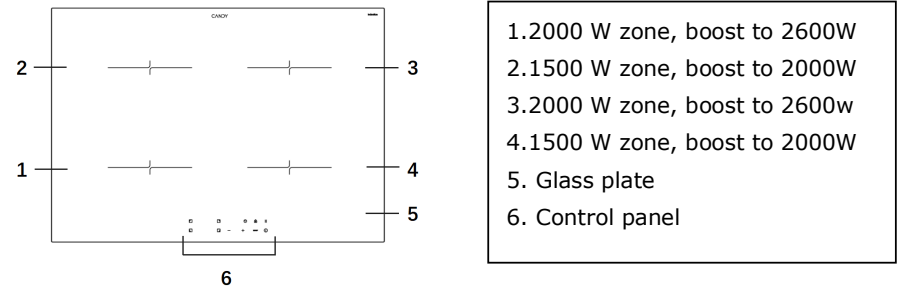 CANDY
2
3
1
4
5
6
1.2000 W zone, boost to 2600W
2.1500 W zone, boost to 2000W
3.2000 W zone, boost to 2600w
4.1500 W zone, boost to 2000W
5. Glass plate
6. Control panel